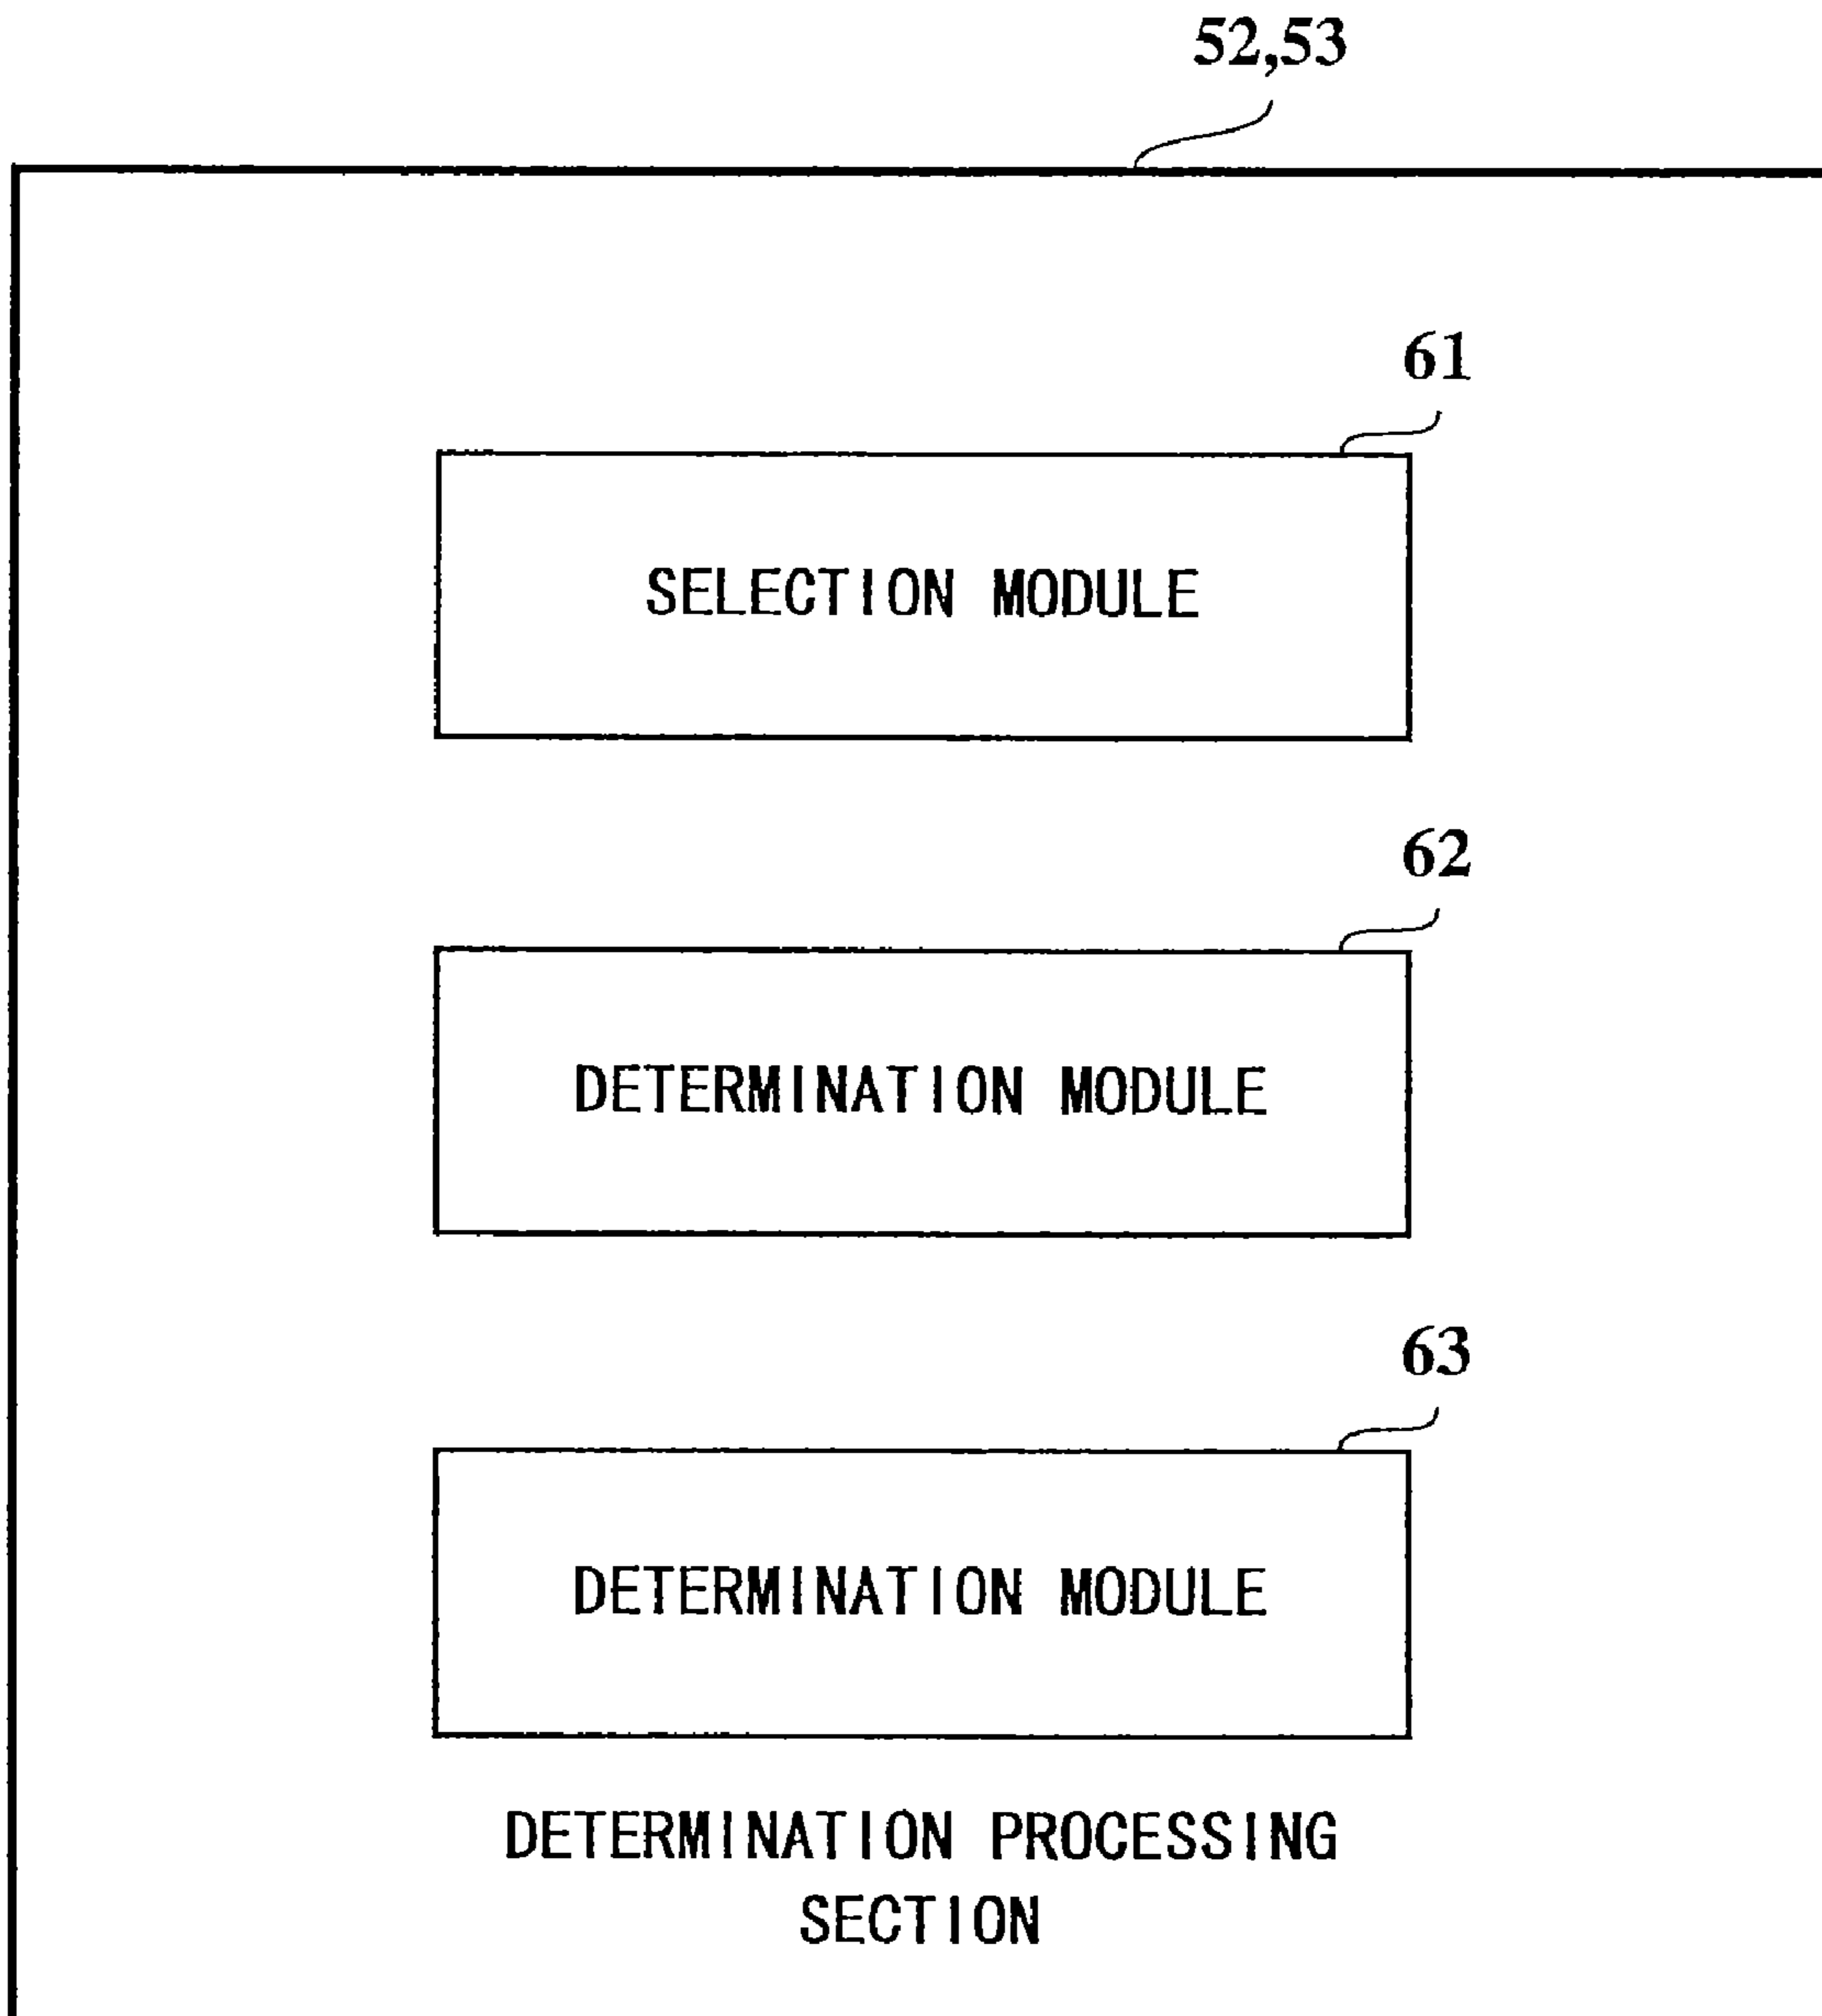 52,53
61
SELECTION MODULE
62
DETERMINATION MODULE
63
DETERMINATION MODULE
DETERMINATION PROCESSING
SECTION